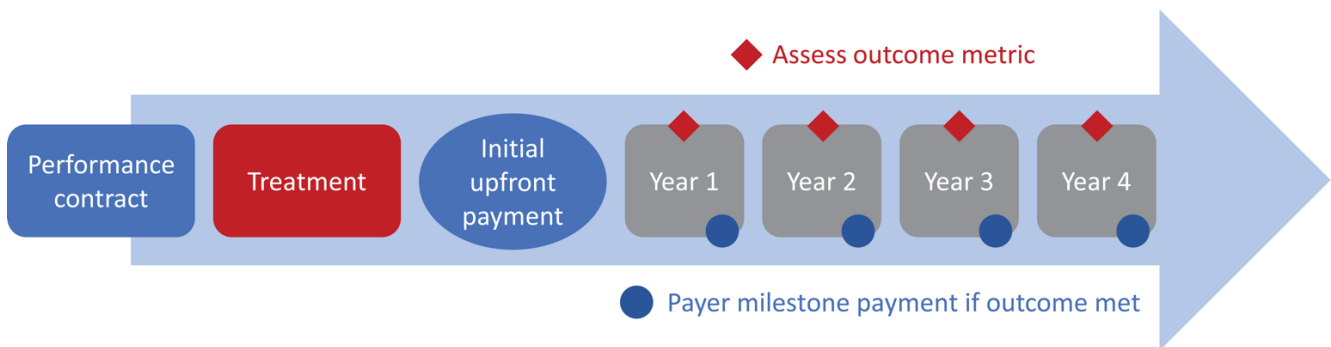 Assess outcome metric
Performance
contract
Treatment
Initial
upfront
payment
Year 1
Year 2
Year 3
Year 4
Payer milestone payment if outcome met